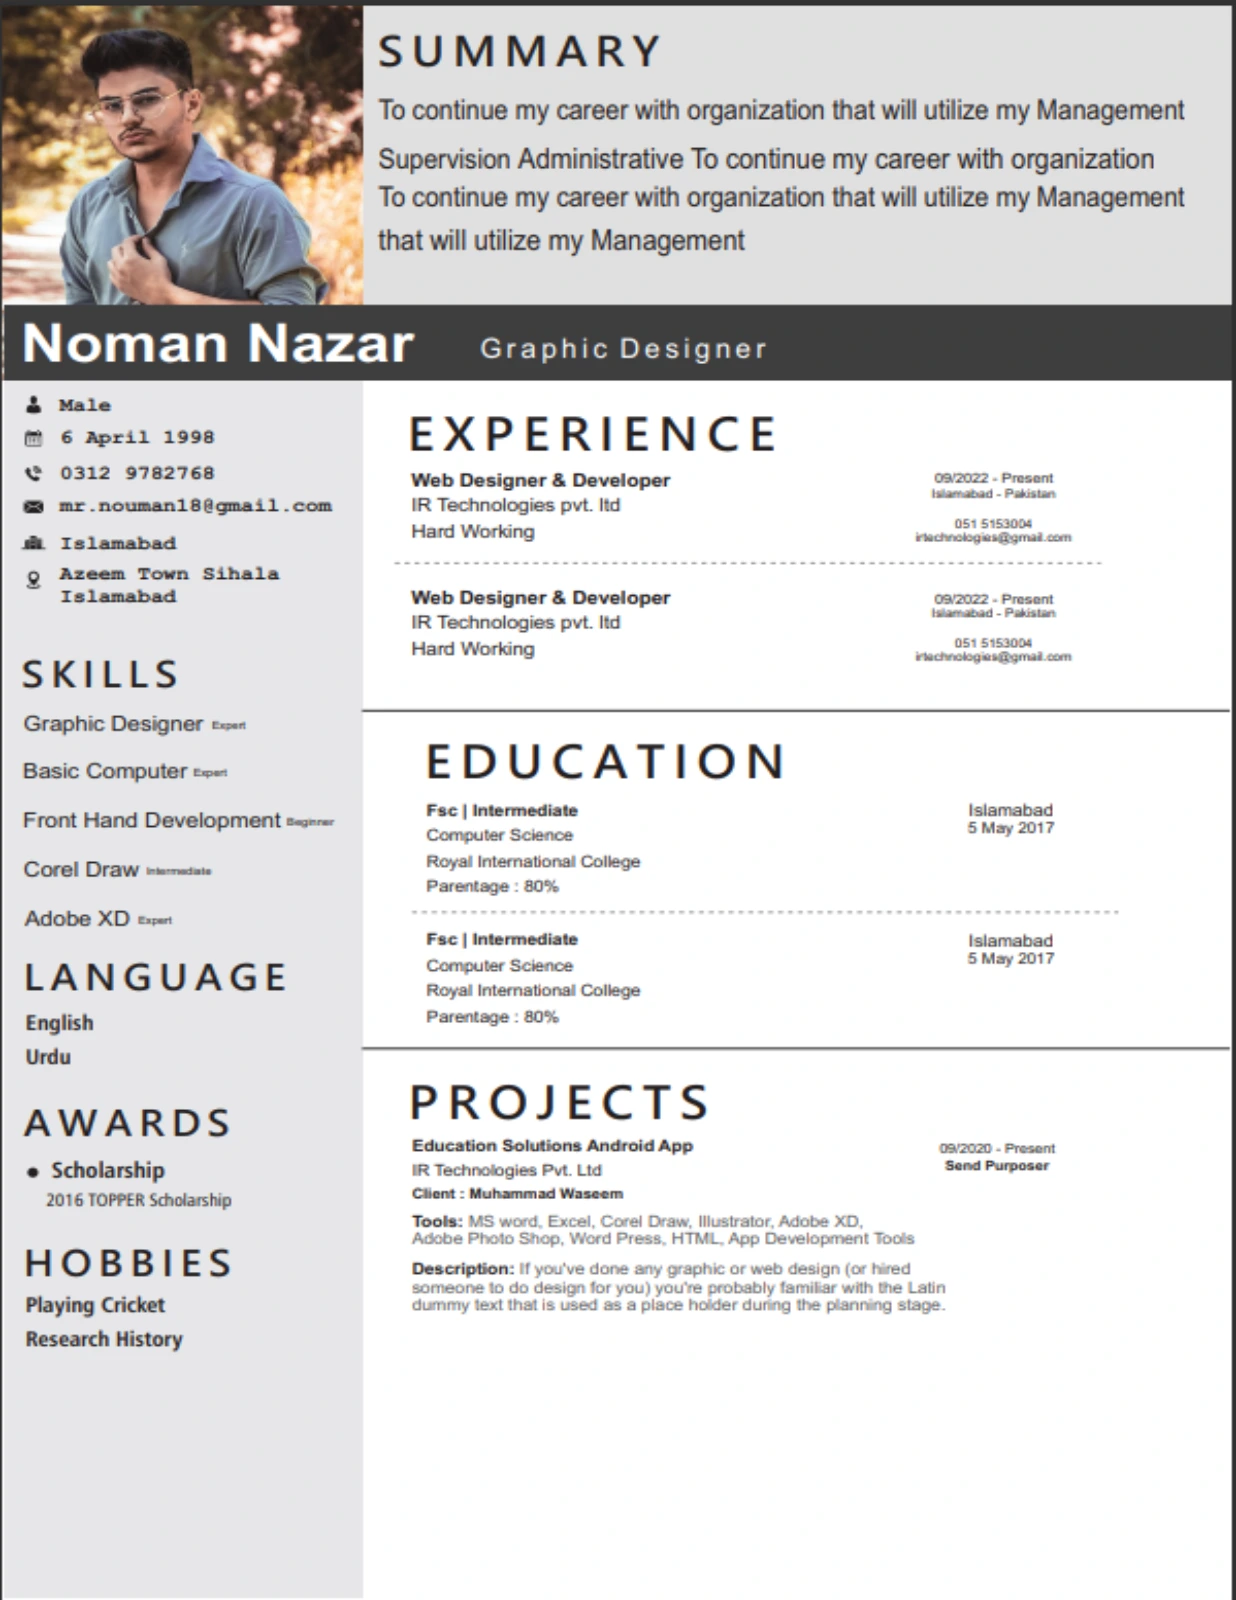 SUMMARY
To continue my career with organization that will utilize my Management
Supervision Administrative To continue my career with organization
To continue my career with organization that will utilize my Management
that will utilize my Management
Noman Nazar
Graphic Designer
Male
6 April 1998
0312 9782768
mr.nouman18@gmail.com
Islamabad
Azeem Town Sihala
Islamabad
SKILLS
Graphic Designer Expert
Basic Computer Expert
Front Hand Development Beginner
Corel Draw Intermediate
Adobe XD Expert
LANGUAGE
English
Urdu
AWARDS
• Scholarship
2016 TOPPER Scholarship
HOBBIES
Playing Cricket
Research History
EXPERIENCE
Web Designer & Developer
IR Technologies pvt. ltd
Hard Working
09/2022 - Present
Islamabad - Pakistan
051 5153004
irtechnologies@gmail.com
Web Designer & Developer
IR Technologies pvt. ltd
Hard Working
09/2022 - Present
Islamabad - Pakistan
051 5153004
irtechnologies@gmail.com
EDUCATION
Fsc | Intermediate
Computer Science
Royal International College
Parentage : 80%
Islamabad
5 May 2017
Fsc | Intermediate
Computer Science
Royal International College
Parentage : 80%
Islamabad
5 May 2017
PROJECTS
Education Solutions Android App
IR Technologies Pvt. Ltd
Client : Muhammad Waseem
09/2020 - Present
Send Purposer
Tools: MS word, Excel, Corel Draw, Illustrator, Adobe XD,
Adobe Photo Shop, Word Press, HTML, App Development Tools
Description: If you've done any graphic or web design (or hired
someone to do design for you) you're probably familiar with the Latin
dummy text that is used as a place holder during the planning stage.